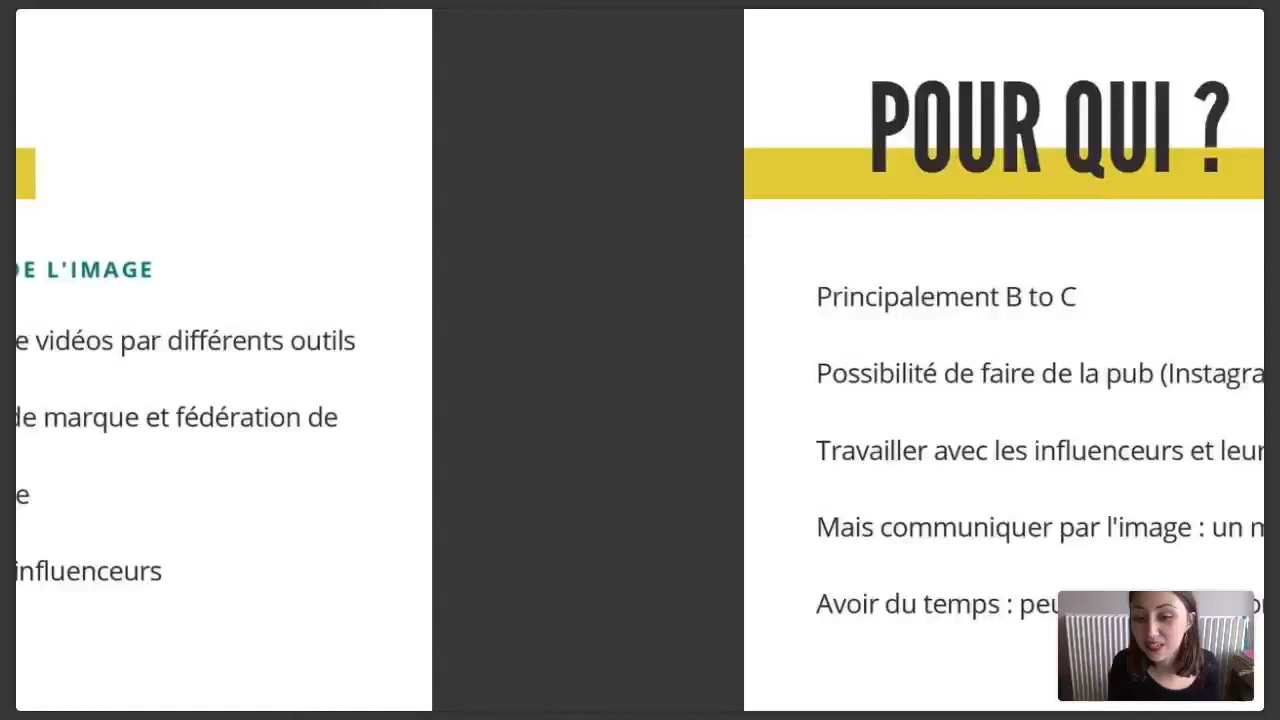 DE L'IMAGE
vidéos par différents outils
de marque et fédération de
influenceurs
POUR QUI ?
Principalement B to C
Possibilité de faire de la pub (Instagra
Travailler avec les influenceurs et leur
Mais communiquer par l'image : un
Avoir du temps : peu